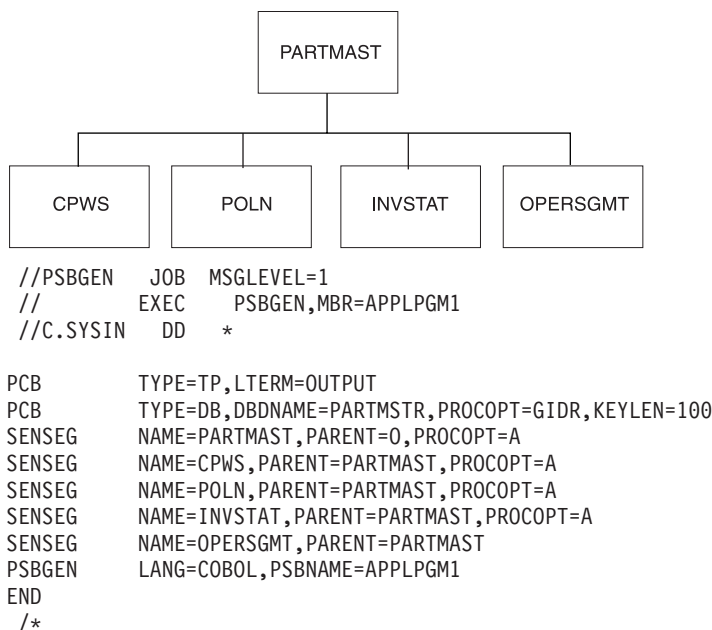 PARTMAST
CPWS POLN INVSTAT OPERSGMT
//PSBGEN JOB MSGLEVEL=1
// EXEC PSBGEN,MBR=APPLPGM1
//C.SYSIN DD *
PCB TYPE=TP,LTERM=OUTPUT
PCB TYPE=DB,DBDNAME=PARTMSTR,PROCOPT=GIDR,KEYLEN=100
SENSEG NAME=PARTMAST,PARENT=0,PROCOPT=A
SENSEG NAME=CPWS,PARENT=PARTMAST,PROCOPT=A
SENSEG NAME=POLN,PARENT=PARTMAST,PROCOPT=A
SENSEG NAME=INVSTAT,PARENT=PARTMAST,PROCOPT=A
SENSEG NAME=OPERSGMT,PARENT=PARTMAST
PSBGEN LANG=COBOL,PSBNAME=APPLPGM1
END
/*